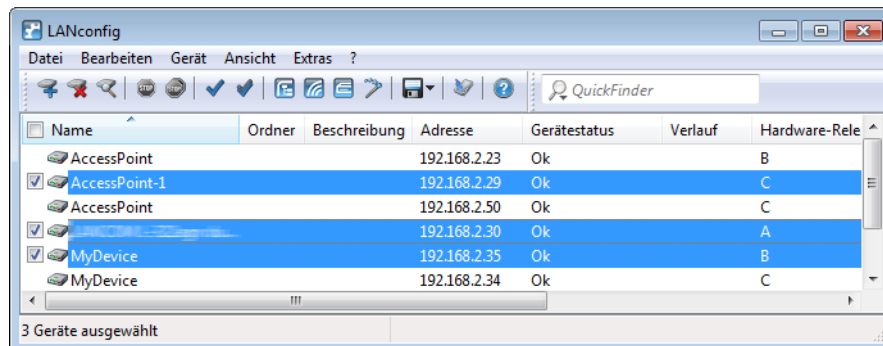 LANconfig
Datei Bearbeiten Gerät Ansicht Extras ?
STOP STOP QuickFinder
Name Ordner Beschreibung Adresse Gerätestatus Verlauf Hardware-Rele
AccessPoint 192.168.2.23 Ok B
AccessPoint-1 192.168.2.29 Ok C
AccessPoint 192.168.2.50 Ok C
192.168.2.30 Ok A
MyDevice 192.168.2.35 Ok B
MyDevice 192.168.2.34 Ok C
3 Geräte ausgewählt